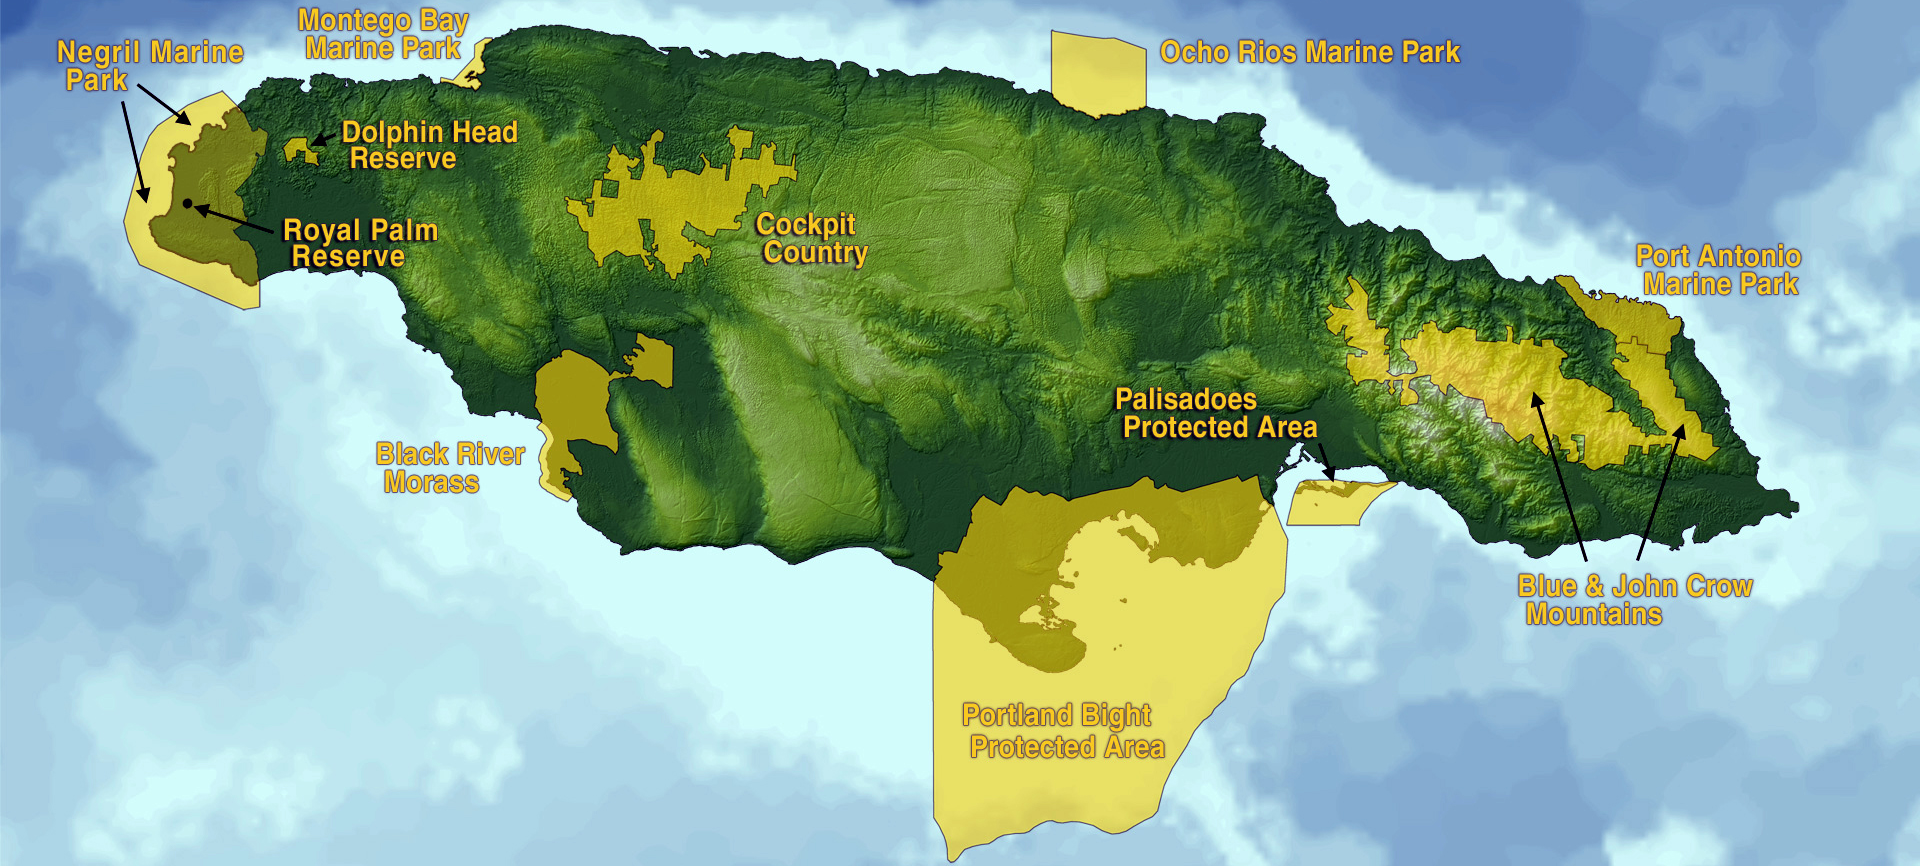 Montego Bay
Marine Park
Negril Marine
Park
Ocho Rios Marine Park
Dolphin Head
Reserve
Royal Palm
Reserve
Cockpit
Country
Port Antonio
Marine Park
Palisadoes
Protected Area
Black River
Morass
Blue & John Crow
Mountains
Portland Bight
Protected Area